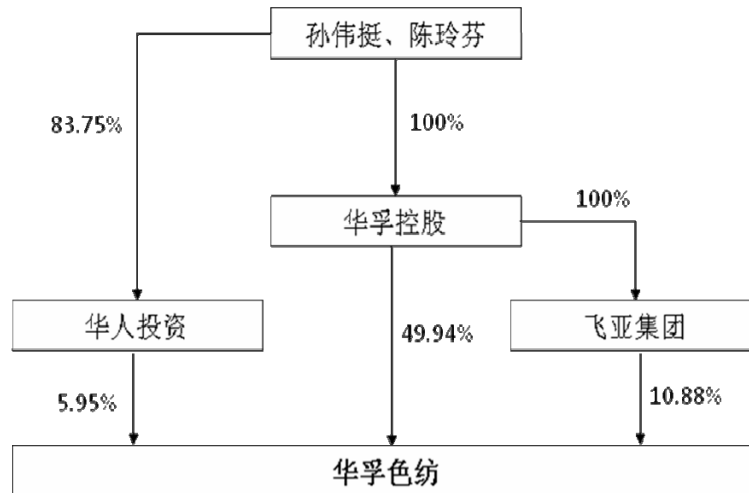 孙伟挺、陈玲芬
83.75%
100%
华孚控股
100%
华人投资
49.94%
飞亚集团
5.95%
10.88%
华孚色纺